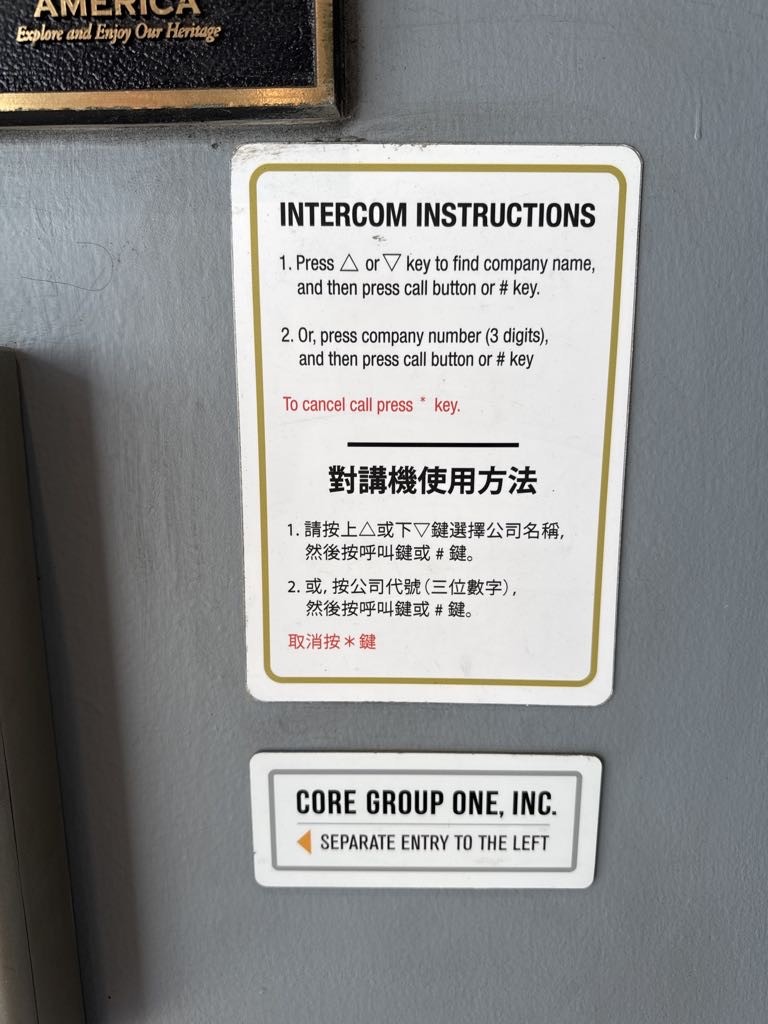 AMERICA
Explore and Enjoy Our Heritage
INTERCOM INSTRUCTIONS
1. Press △ or ▽ key to find company name,
and then press call button or # key.
2. Or, press company number (3 digits),
and then press call button or # key
To cancel call press * key.
對講機使用方法
1. 請按上△或下▽鍵選擇公司名稱,
然後按呼叫鍵或 # 鍵。
2. 或, 按公司代號(三位數字),
然後按呼叫鍵或 # 鍵。
取消按＊鍵
CORE GROUP ONE, INC.
SEPARATE ENTRY TO THE LEFT